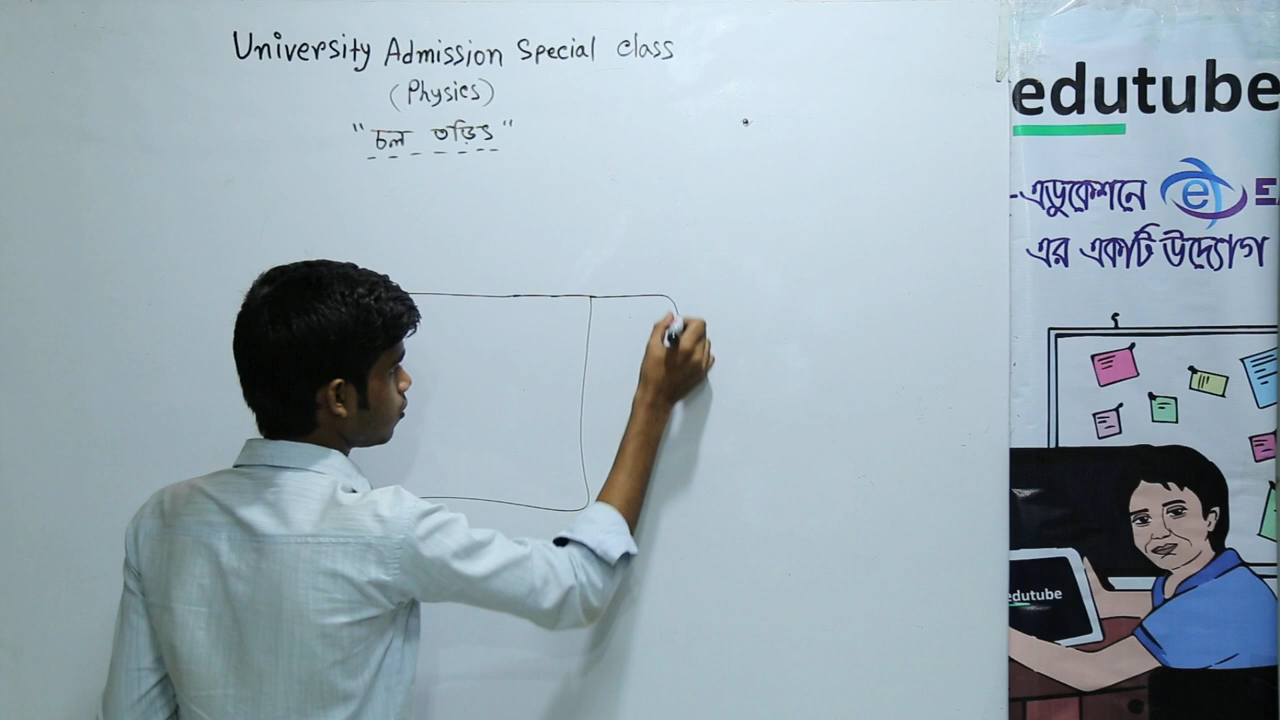 University Admission Special class
(Physics)
"চল তড়িৎ"
edutube
-এডুকেশনে e
এর একটি উদ্যোগ
edutube